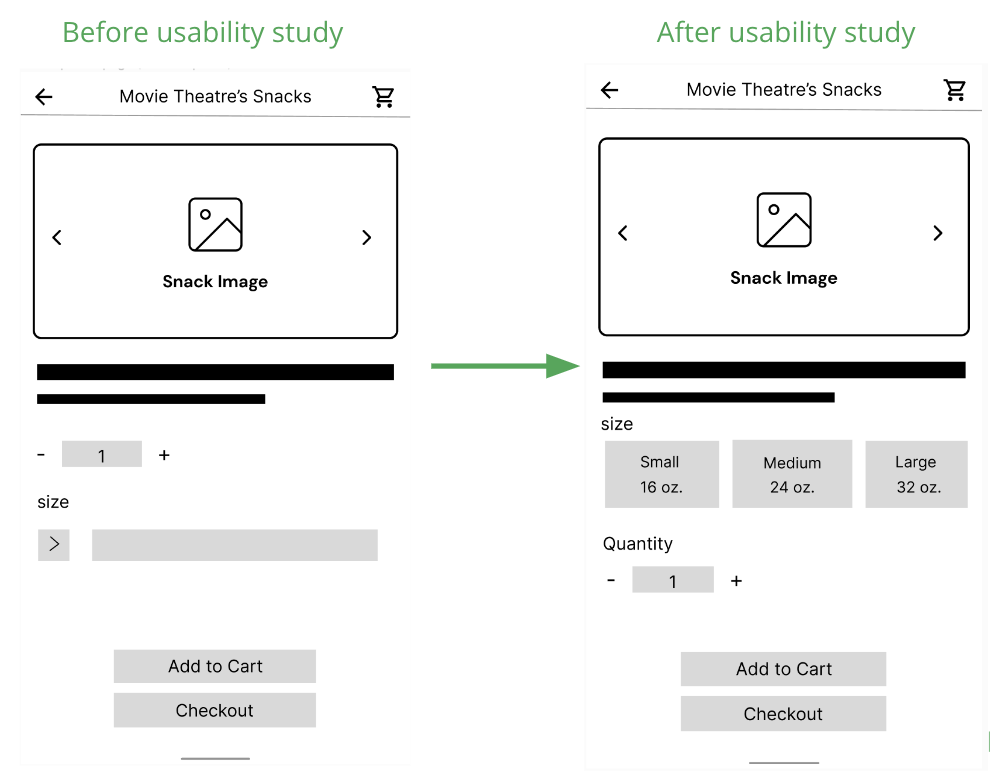 Before usability study
After usability study
Movie Theatre's Snacks
Snack Image
- 1 +
size
>
Add to Cart
Checkout
Movie Theatre's Snacks
Snack Image
size
Small
16 oz.
Medium
24 oz.
Large
32 oz.
Quantity
- 1 +
Add to Cart
Checkout